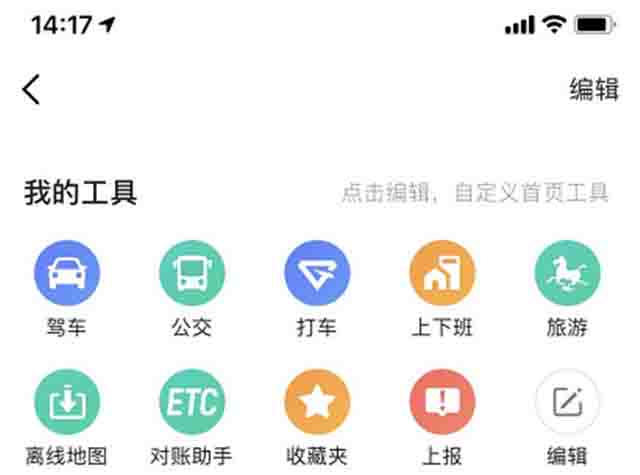 14:17
编辑
我的工具 点击编辑，自定义首页工具
驾车 公交 打车 上下班 旅游
ETC
离线地图 对账助手 收藏夹 上报 编辑